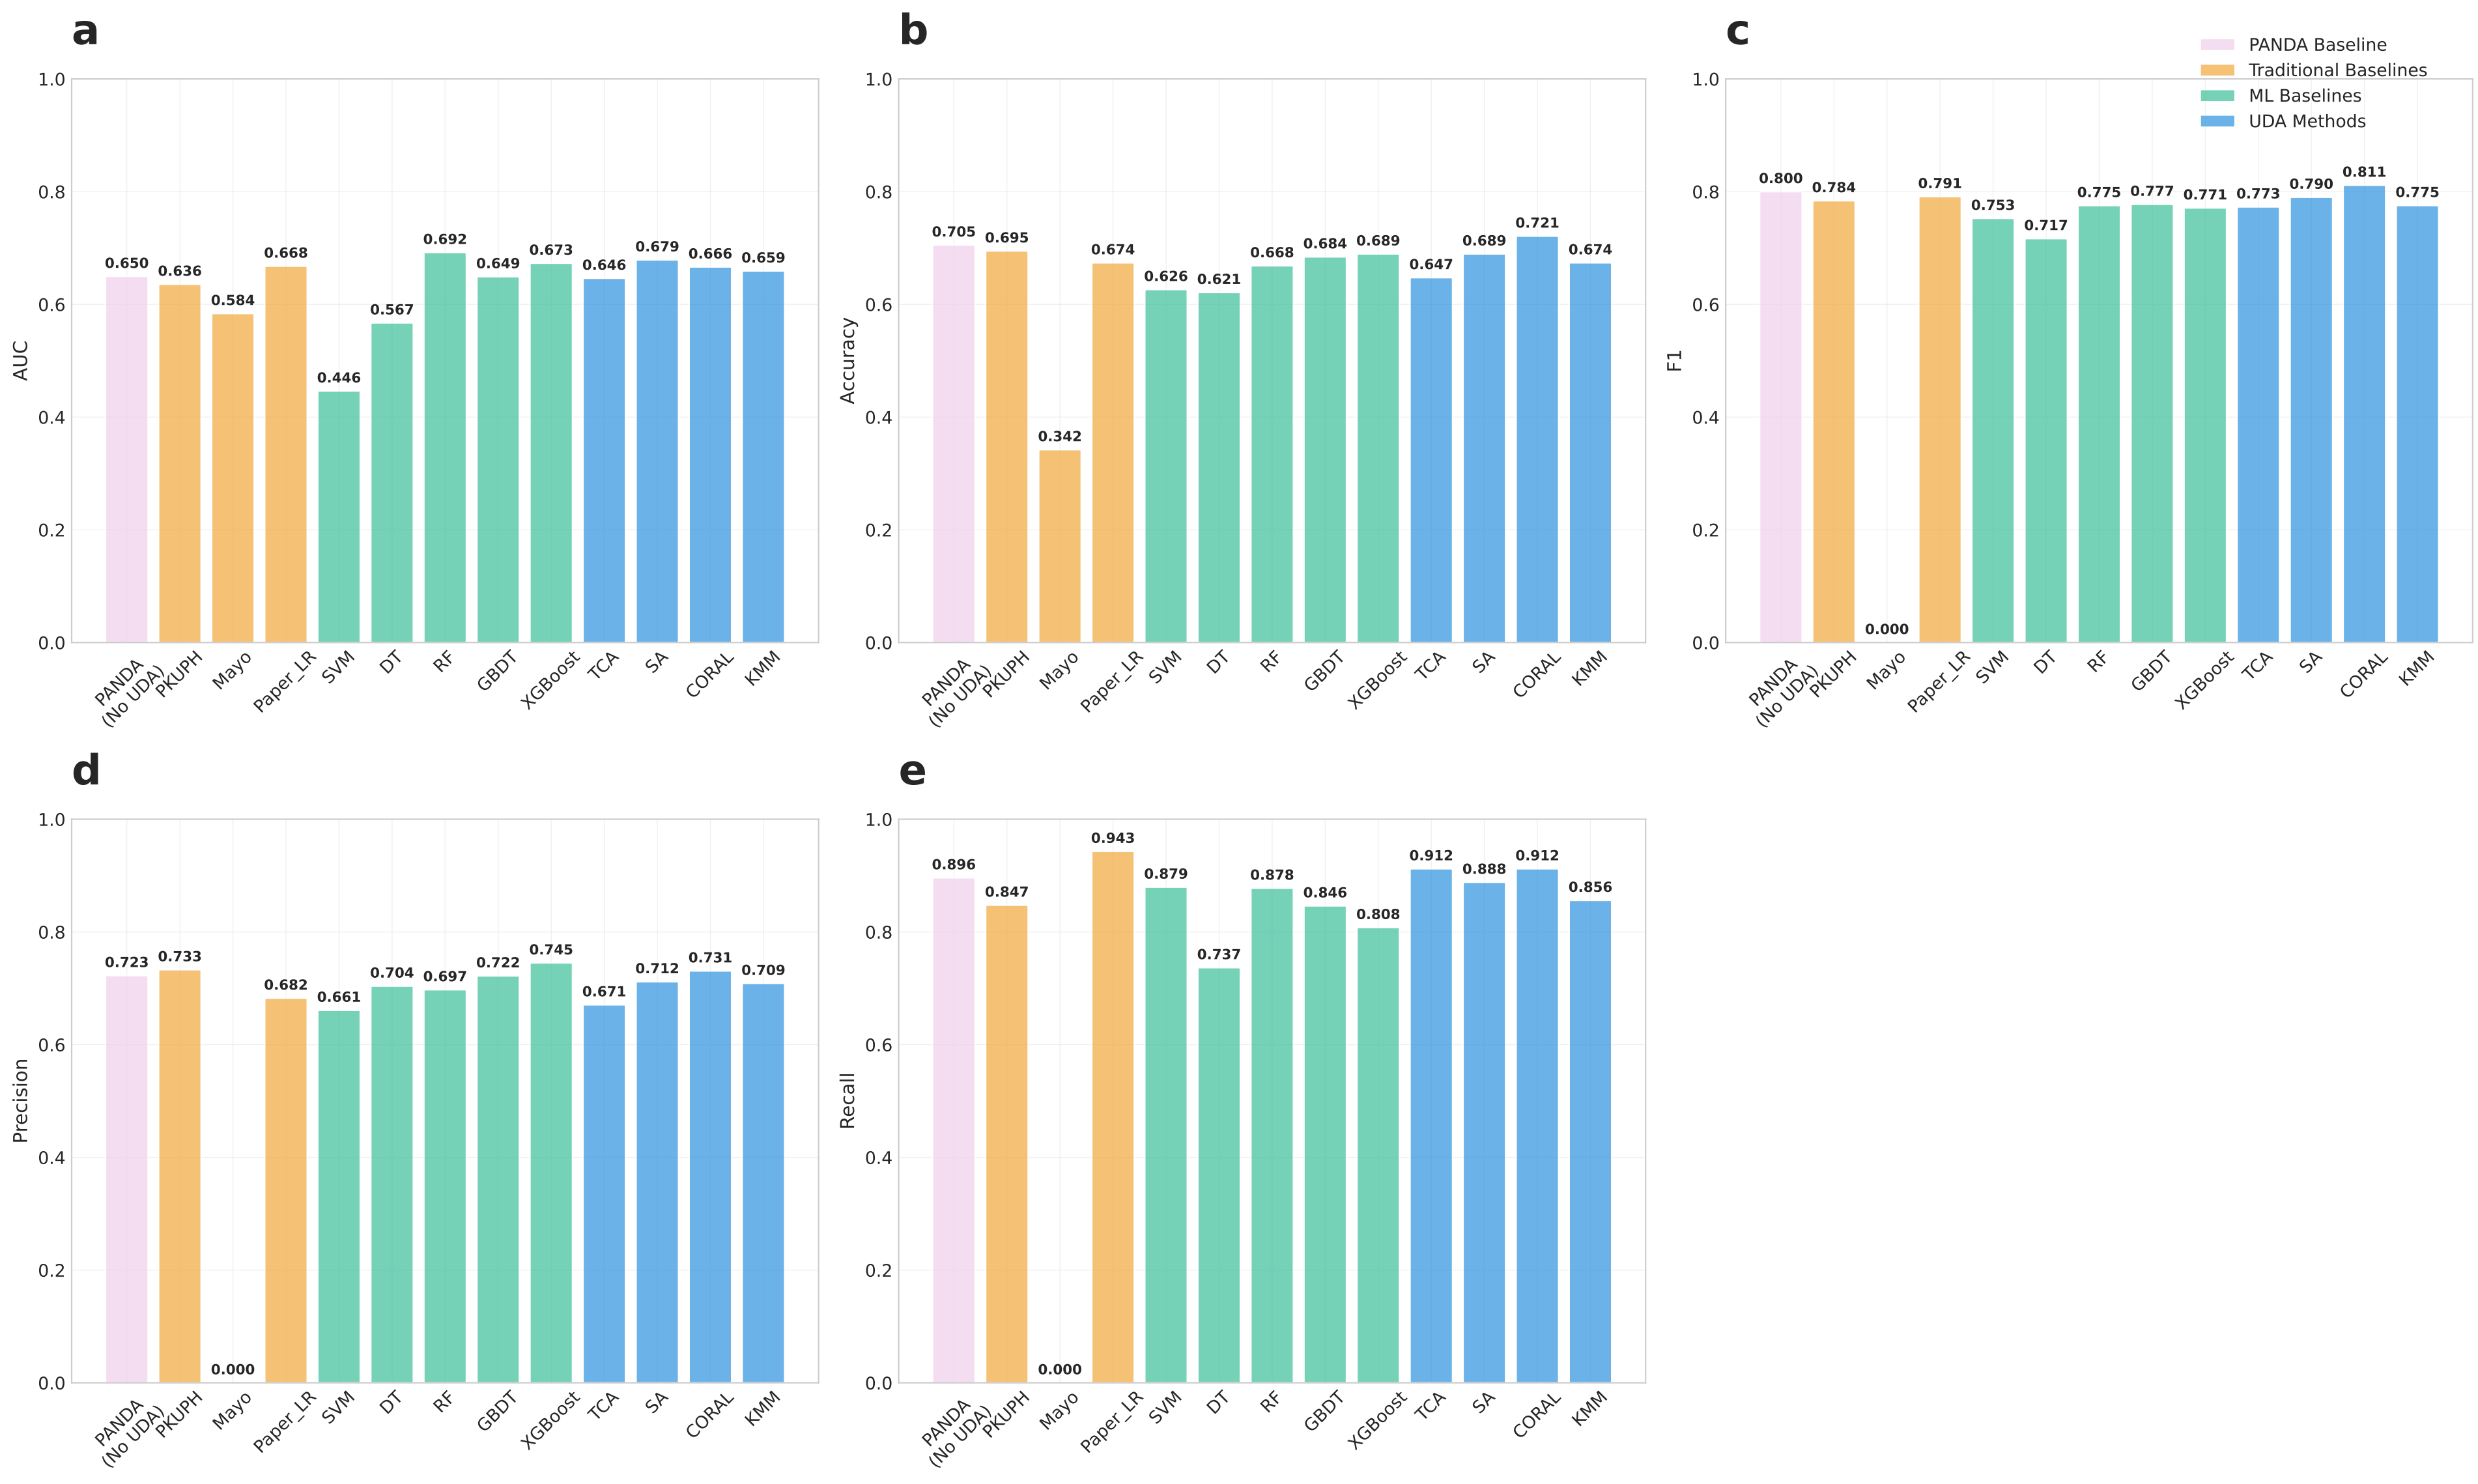 a
1.0
0.8
0.6
0.4
0.2
0.0
AUC
0.650
0.636
0.584
0.668
0.446
0.567
0.692
0.649
0.673
0.646
0.679
0.666
0.659
PANDA
(No UDA)
PKUPH
Mayo
Paper_LR
SVM
DT
RF
GBDT
XGBoost
TCA
SA
CORAL
KMM
b
1.0
0.8
0.6
0.4
0.2
0.0
Accuracy
0.705
0.695
0.342
0.674
0.626
0.621
0.668
0.684
0.689
0.647
0.689
0.721
0.674
PANDA
(No UDA)
PKUPH
Mayo
Paper_LR
SVM
DT
RF
GBDT
XGBoost
TCA
SA
CORAL
KMM
c
PANDA Baseline
Traditional Baselines
ML Baselines
UDA Methods
1.0
0.8
0.6
0.4
0.2
0.0
F1
0.800
0.784
0.000
0.791
0.753
0.717
0.775
0.777
0.771
0.773
0.790
0.811
0.775
PANDA
(No UDA)
PKUPH
Mayo
Paper_LR
SVM
DT
RF
GBDT
XGBoost
TCA
SA
CORAL
KMM
d
1.0
0.8
0.6
0.4
0.2
0.0
Precision
0.723
0.733
0.000
0.682
0.661
0.704
0.697
0.722
0.745
0.671
0.712
0.731
0.709
PANDA
(No UDA)
PKUPH
Mayo
Paper_LR
SVM
DT
RF
GBDT
XGBoost
TCA
SA
CORAL
KMM
e
1.0
0.8
0.6
0.4
0.2
0.0
Recall
0.896
0.847
0.000
0.943
0.879
0.737
0.878
0.846
0.808
0.912
0.888
0.912
0.856
PANDA
(No UDA)
PKUPH
Mayo
Paper_LR
SVM
DT
RF
GBDT
XGBoost
TCA
SA
CORAL
KMM